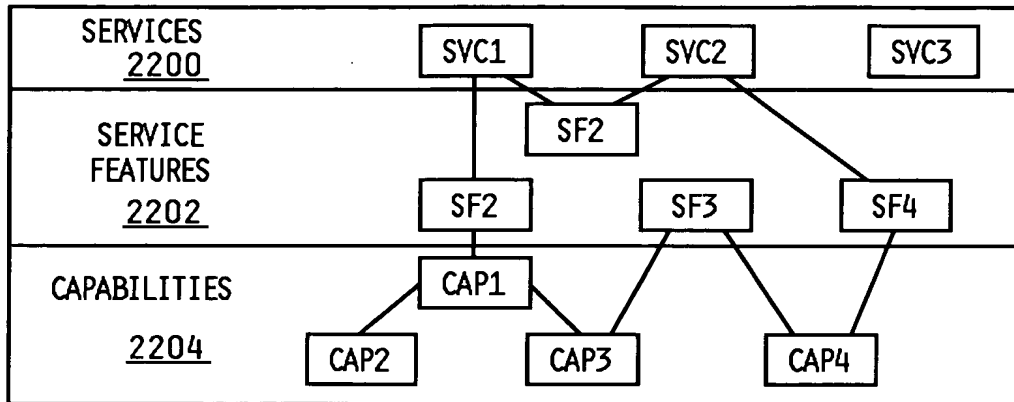 SERVICES
2200
SVC1
SVC2
SVC3
SERVICE
FEATURES
2202
SF2
SF2
SF3
SF4
CAPABILITIES
2204
CAP1
CAP2
CAP3
CAP4